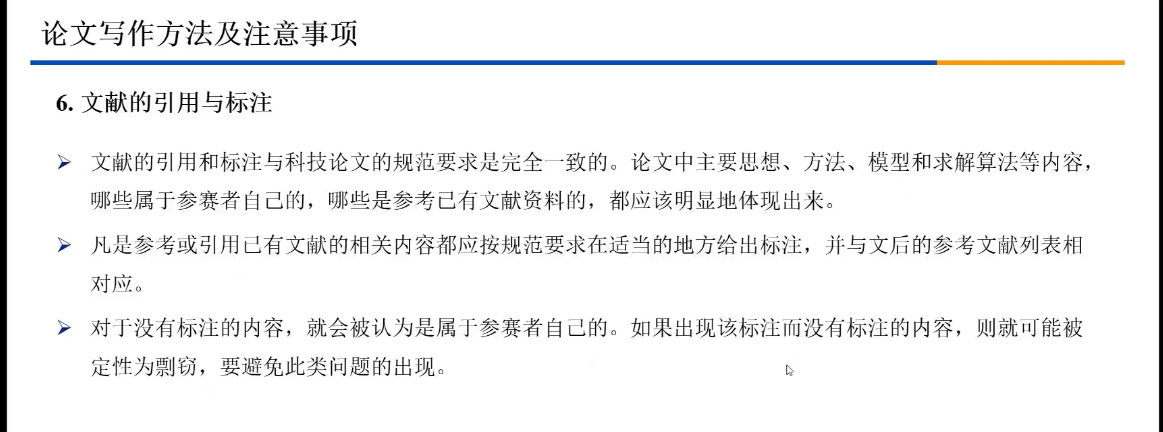 论文写作方法及注意事项
6. 文献的引用与标注
➢ 文献的引用和标注与科技论文的规范要求是完全一致的。论文中主要思想、方法、模型和求解算法等内容，
哪些属于参赛者自己的，哪些是参考已有文献资料的，都应该明显地体现出来。
➢ 凡是参考或引用已有文献的相关内容都应按规范要求在适当的地方给出标注，并与文后的参考文献列表相
对应。
➢ 对于没有标注的内容，就会被认为是属于参赛者自己的。如果出现该标注而没有标注的内容，则就可能被
定性为剽窃，要避免此类问题的出现。